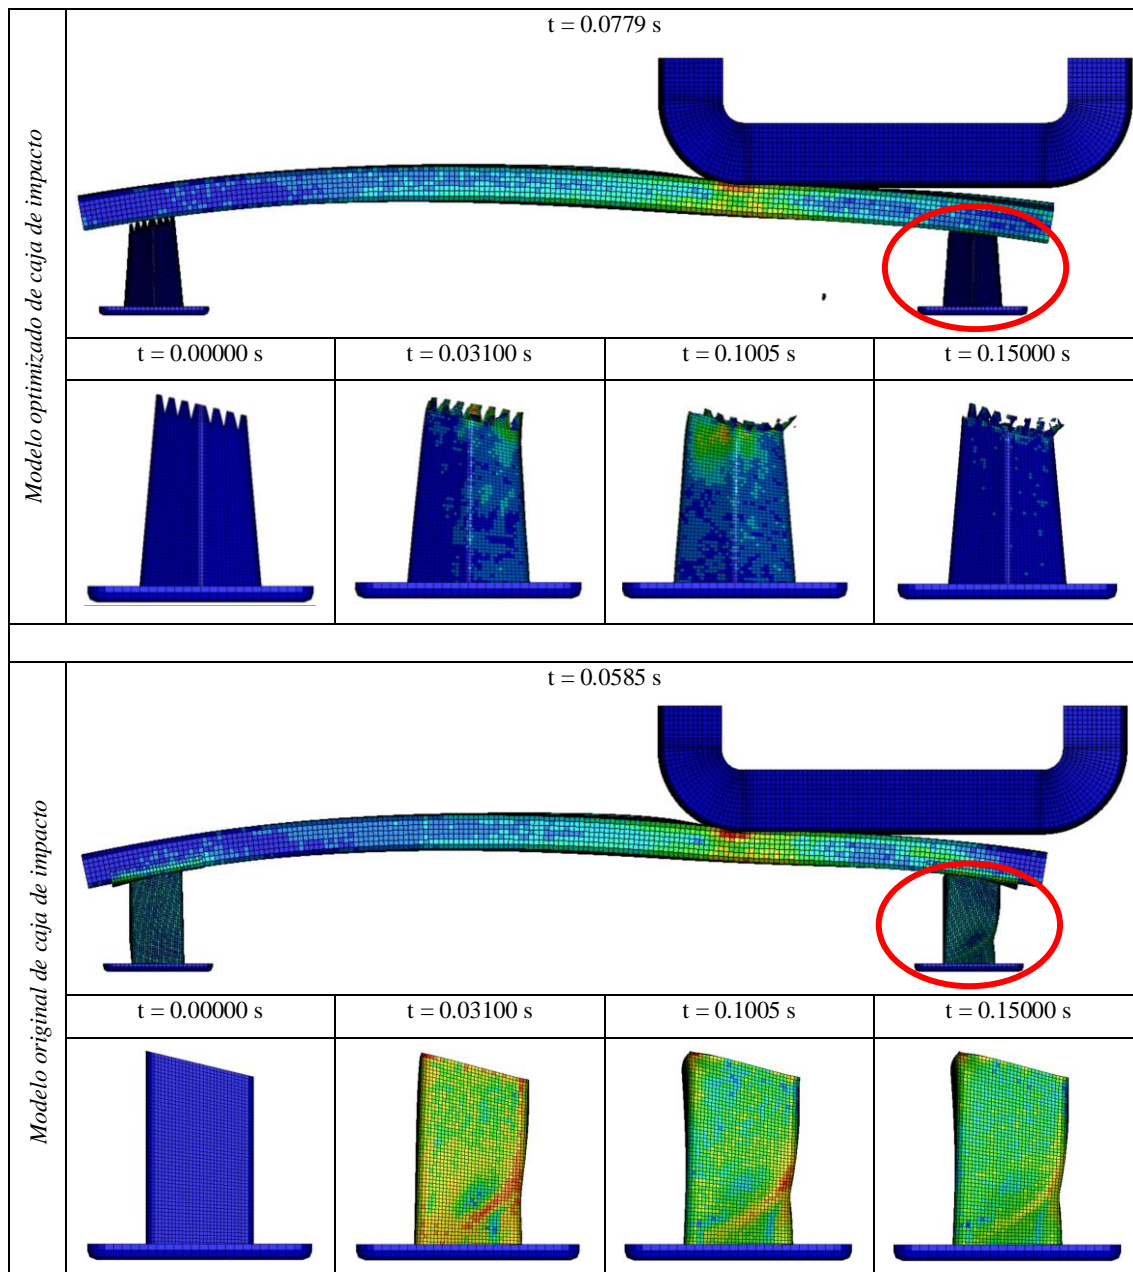 Modelo optimizado de caja de impacto
t = 0.0779 s
t = 0.00000 s
t = 0.03100 s
t = 0.1005 s
t = 0.15000 s
Modelo original de caja de impacto
t = 0.0585 s
t = 0.00000 s
t = 0.03100 s
t = 0.1005 s
t = 0.15000 s